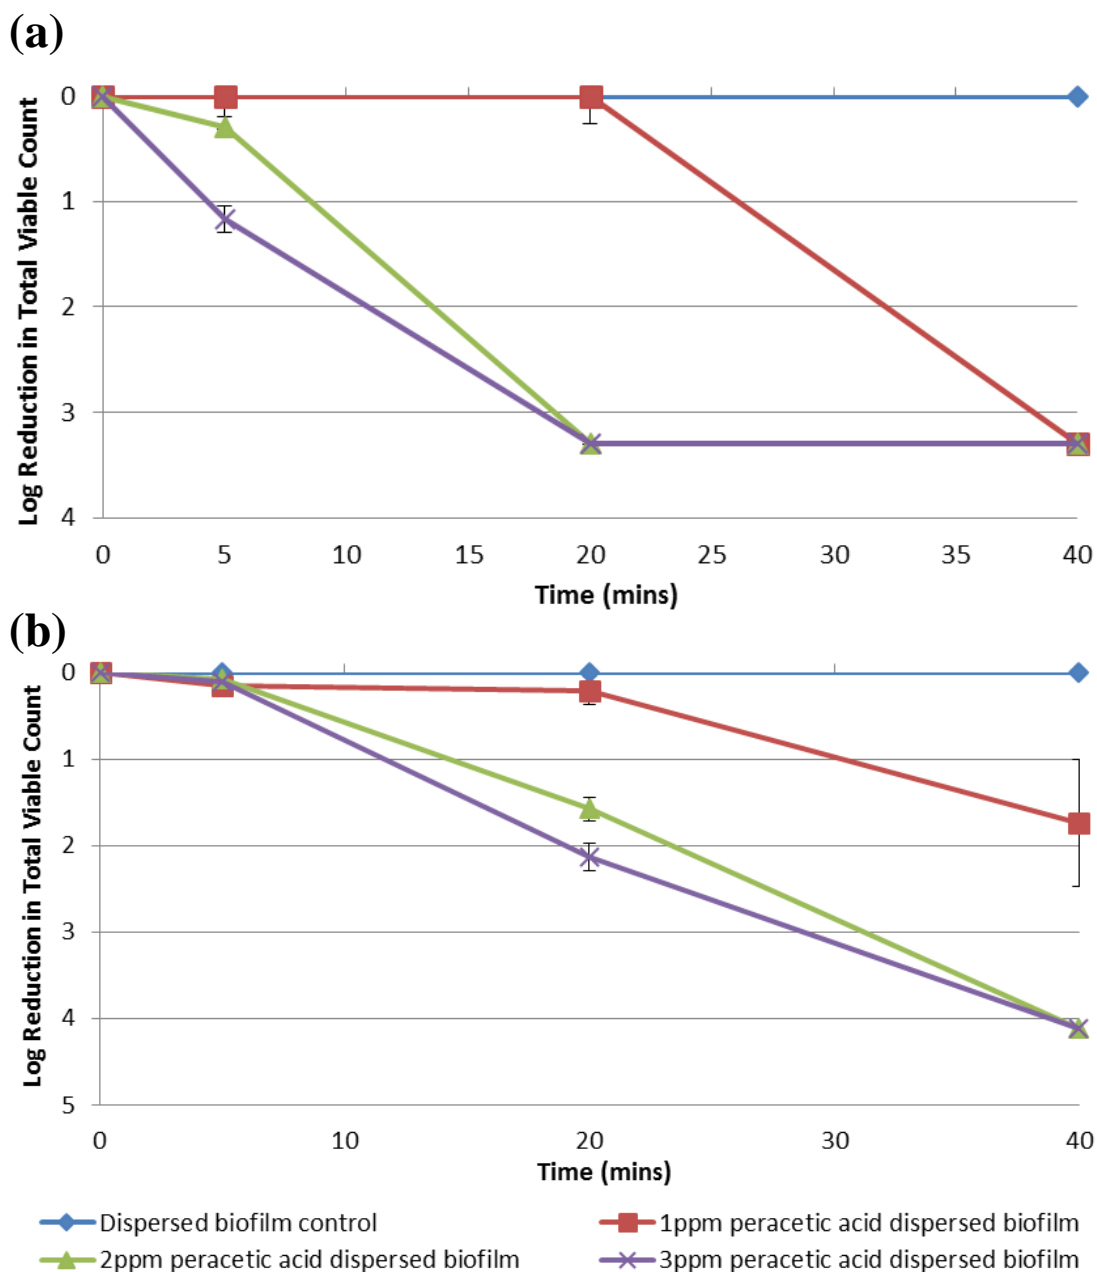 (a)
Log Reduction in Total Viable Count
0
1
2
3
4
0 5 10 15 20 25 30 35 40
Time (mins)
(b)
Log Reduction in Total Viable Count
0
1
2
3
4
5
0 10 20 30 40
Time (mins)
Dispersed biofilm control 1ppm peracetic acid dispersed biofilm
2ppm peracetic acid dispersed biofilm 3ppm peracetic acid dispersed biofilm